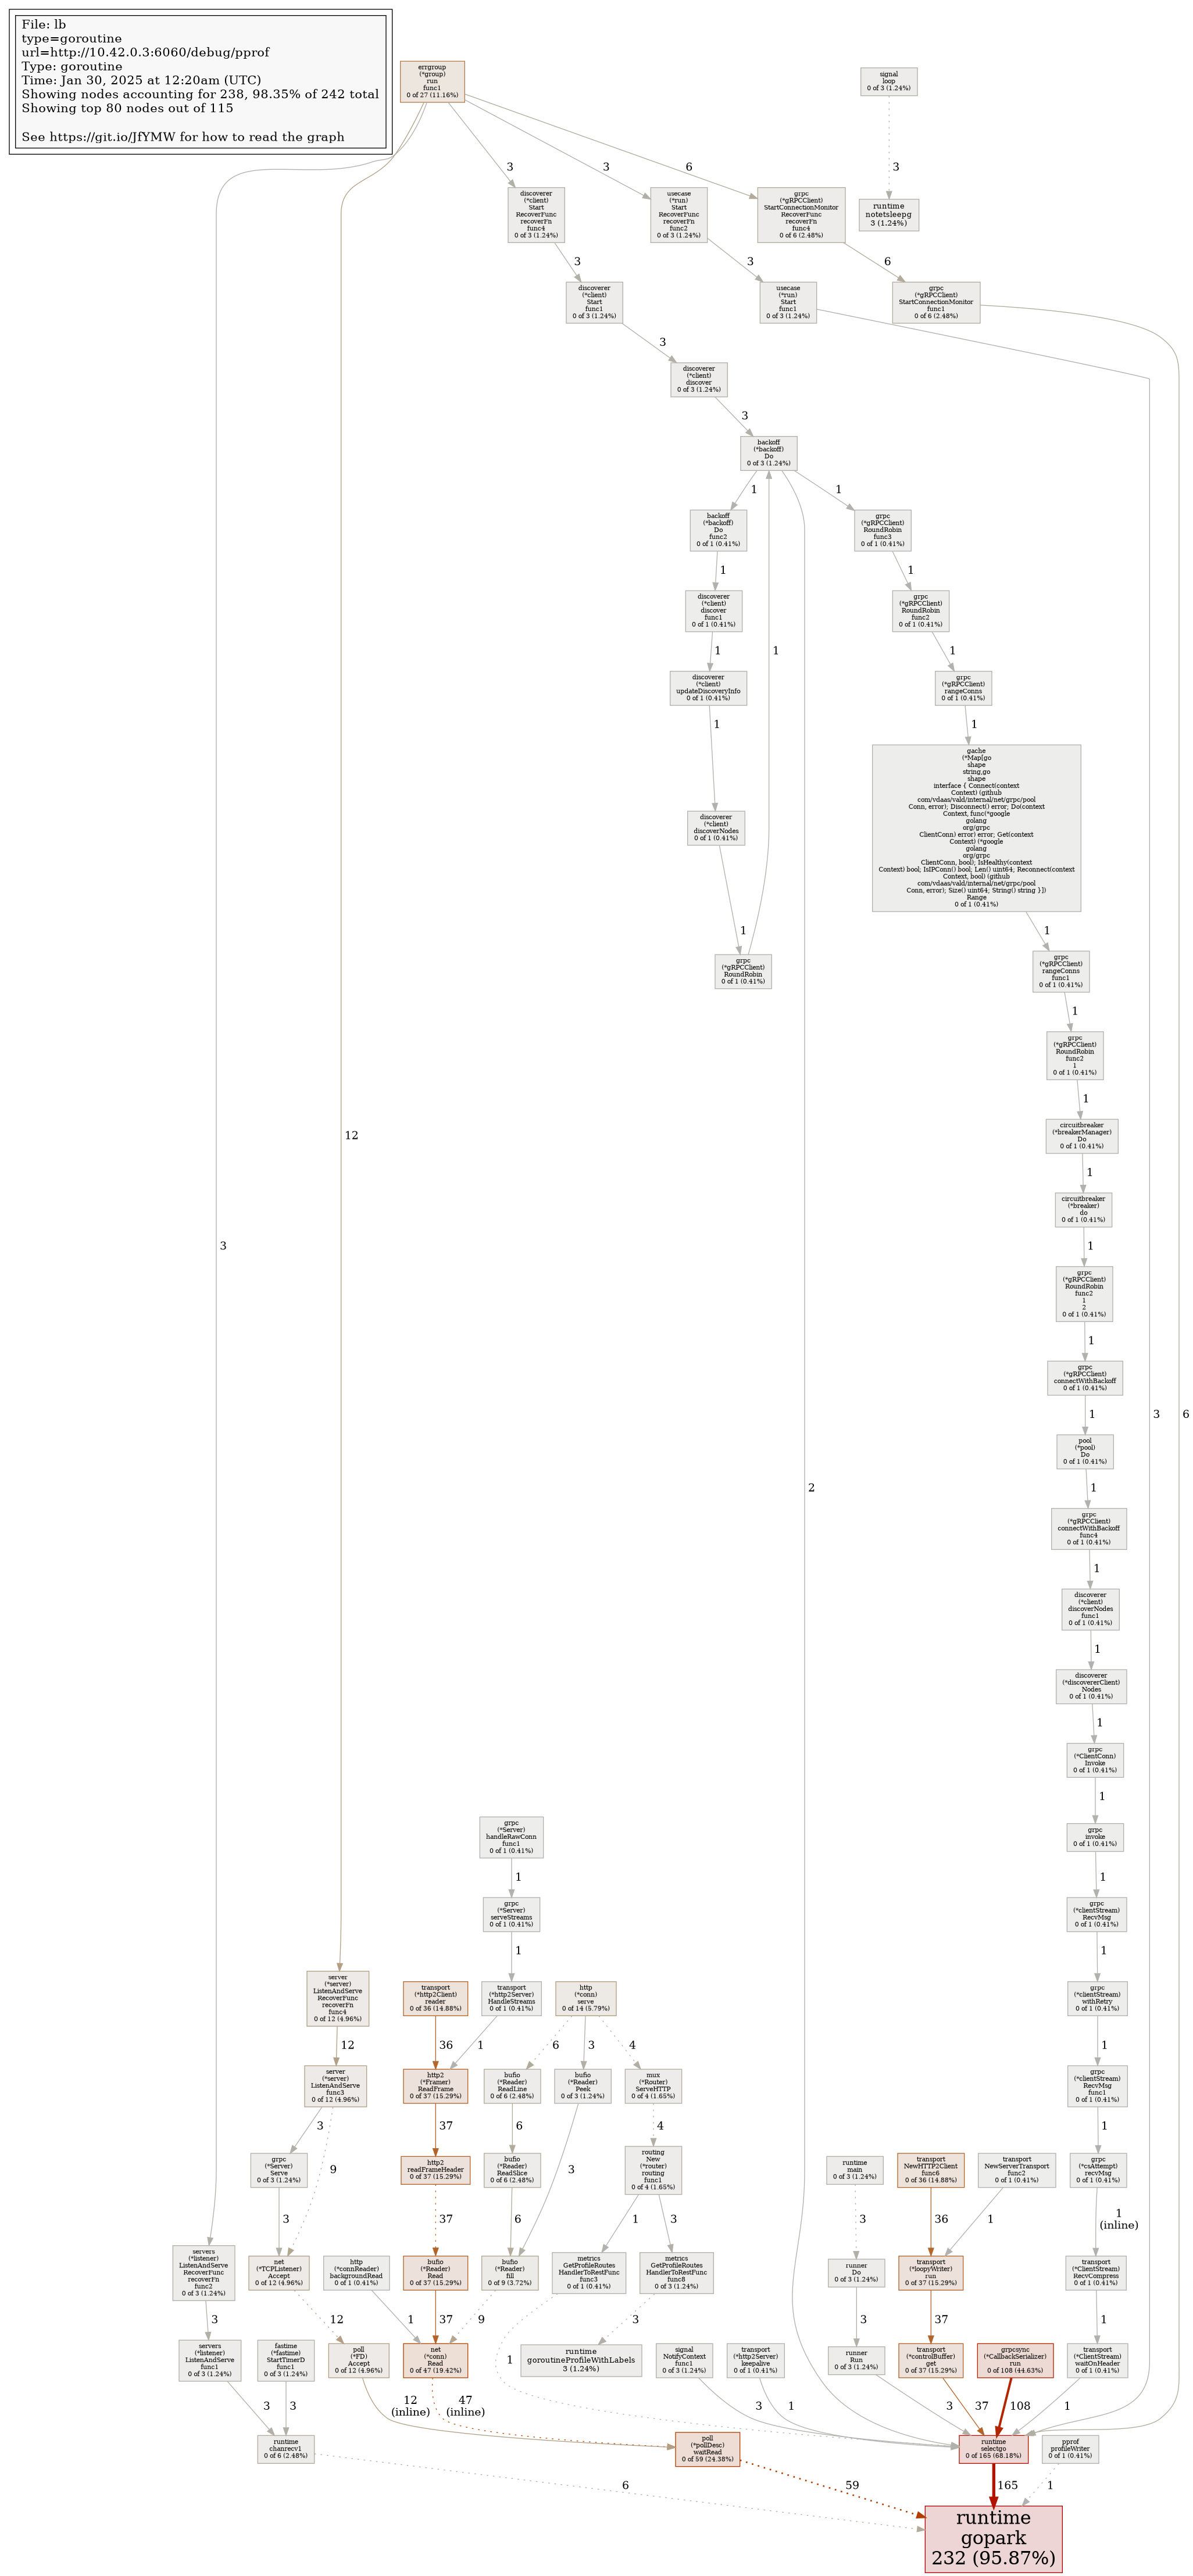 File: lb
type=goroutine
url=http://10.42.0.3:6060/debug/pprof
Type: goroutine
Time: Jan 30, 2025 at 12:20am (UTC)
Showing nodes accounting for 238, 98.35% of 242 total
Showing top 80 nodes out of 115
See https://git.io/JfYMW for how to read the graph
errgroup
(*group)
run
func1
0 of 27 (11.16%)
signal
loop
0 of 3 (1.24%)
3
3
6
3
discoverer
(*client)
Start
RecoverFunc
recoverFn
func4
0 of 3 (1.24%)
usecase
(*run)
Start
RecoverFunc
recoverFn
func2
0 of 3 (1.24%)
grpc
(*gRPCClient)
StartConnectionMonitor
RecoverFunc
recoverFn
func4
0 of 6 (2.48%)
runtime
notetsleepg
3 (1.24%)
3
3
6
discoverer
(*client)
Start
func1
0 of 3 (1.24%)
usecase
(*run)
Start
func1
0 of 3 (1.24%)
grpc
(*gRPCClient)
StartConnectionMonitor
func1
0 of 6 (2.48%)
3
discoverer
(*client)
discover
0 of 3 (1.24%)
3
backoff
(*backoff)
Do
0 of 3 (1.24%)
1
1
backoff
(*backoff)
Do
func2
0 of 1 (0.41%)
grpc
(*gRPCClient)
RoundRobin
func3
0 of 1 (0.41%)
1
1
discoverer
(*client)
discover
func1
0 of 1 (0.41%)
grpc
(*gRPCClient)
RoundRobin
func2
0 of 1 (0.41%)
1
1
1
discoverer
(*client)
updateDiscoveryInfo
0 of 1 (0.41%)
grpc
(*gRPCClient)
rangeConns
0 of 1 (0.41%)
1
1
gache
(*Map[go
shape
string,go
shape
interface { Connect(context
Context) (github
com/vdaas/vald/internal/net/grpc/pool
Conn, error); Disconnect() error; Do(context
Context, func(*google
golang
org/grpc
ClientConn) error) error; Get(context
Context) (*google
golang
org/grpc
ClientConn, bool); IsHealthy(context
Context) bool; IsIPConn() bool; Len() uint64; Reconnect(context
Context, bool) (github
com/vdaas/vald/internal/net/grpc/pool
Conn, error); Size() uint64; String() string }])
Range
0 of 1 (0.41%)
discoverer
(*client)
discoverNodes
0 of 1 (0.41%)
1
1
grpc
(*gRPCClient)
RoundRobin
0 of 1 (0.41%)
grpc
(*gRPCClient)
rangeConns
func1
0 of 1 (0.41%)
1
grpc
(*gRPCClient)
RoundRobin
func2
1
0 of 1 (0.41%)
1
circuitbreaker
(*breakerManager)
Do
0 of 1 (0.41%)
12
1
circuitbreaker
(*breaker)
do
0 of 1 (0.41%)
3
1
grpc
(*gRPCClient)
RoundRobin
func2
1
2
0 of 1 (0.41%)
1
grpc
(*gRPCClient)
connectWithBackoff
0 of 1 (0.41%)
1
3
6
pool
(*pool)
Do
0 of 1 (0.41%)
2
1
grpc
(*gRPCClient)
connectWithBackoff
func4
0 of 1 (0.41%)
1
discoverer
(*client)
discoverNodes
func1
0 of 1 (0.41%)
1
discoverer
(*discovererClient)
Nodes
0 of 1 (0.41%)
1
grpc
(*ClientConn)
Invoke
0 of 1 (0.41%)
1
grpc
(*Server)
handleRawConn
func1
0 of 1 (0.41%)
grpc
invoke
0 of 1 (0.41%)
1
1
grpc
(*Server)
serveStreams
0 of 1 (0.41%)
grpc
(*clientStream)
RecvMsg
0 of 1 (0.41%)
1
1
server
(*server)
ListenAndServe
RecoverFunc
recoverFn
func4
0 of 12 (4.96%)
transport
(*http2Client)
reader
0 of 36 (14.88%)
transport
(*http2Server)
HandleStreams
0 of 1 (0.41%)
http
(*conn)
serve
0 of 14 (5.79%)
grpc
(*clientStream)
withRetry
0 of 1 (0.41%)
12
36
1
6
3
4
1
server
(*server)
ListenAndServe
func3
0 of 12 (4.96%)
http2
(*Framer)
ReadFrame
0 of 37 (15.29%)
bufio
(*Reader)
ReadLine
0 of 6 (2.48%)
bufio
(*Reader)
Peek
0 of 3 (1.24%)
mux
(*Router)
ServeHTTP
0 of 4 (1.65%)
grpc
(*clientStream)
RecvMsg
func1
0 of 1 (0.41%)
3
9
37
6
3
4
1
grpc
(*Server)
Serve
0 of 3 (1.24%)
http2
readFrameHeader
0 of 37 (15.29%)
bufio
(*Reader)
ReadSlice
0 of 6 (2.48%)
routing
New
(*router)
routing
func1
0 of 4 (1.65%)
runtime
main
0 of 3 (1.24%)
transport
NewHTTP2Client
func6
0 of 36 (14.88%)
transport
NewServerTransport
func2
0 of 1 (0.41%)
grpc
(*csAttempt)
recvMsg
0 of 1 (0.41%)
3
37
6
1
3
3
36
1
1
(inline)
servers
(*listener)
ListenAndServe
RecoverFunc
recoverFn
func2
0 of 3 (1.24%)
net
(*TCPListener)
Accept
0 of 12 (4.96%)
http
(*connReader)
backgroundRead
0 of 1 (0.41%)
bufio
(*Reader)
Read
0 of 37 (15.29%)
bufio
(*Reader)
fill
0 of 9 (3.72%)
metrics
GetProfileRoutes
HandlerToRestFunc
func3
0 of 1 (0.41%)
metrics
GetProfileRoutes
HandlerToRestFunc
func8
0 of 3 (1.24%)
runner
Do
0 of 3 (1.24%)
transport
(*loopyWriter)
run
0 of 37 (15.29%)
transport
(*ClientStream)
RecvCompress
0 of 1 (0.41%)
3
12
1
37
9
3
3
37
1
servers
(*listener)
ListenAndServe
func1
0 of 3 (1.24%)
fastime
(*fastime)
StartTimerD
func1
0 of 3 (1.24%)
poll
(*FD)
Accept
0 of 12 (4.96%)
net
(*conn)
Read
0 of 47 (19.42%)
1
runtime
goroutineProfileWithLabels
3 (1.24%)
signal
NotifyContext
func1
0 of 3 (1.24%)
transport
(*http2Server)
keepalive
0 of 1 (0.41%)
runner
Run
0 of 3 (1.24%)
transport
(*controlBuffer)
get
0 of 37 (15.29%)
grpcsync
(*CallbackSerializer)
run
0 of 108 (44.63%)
transport
(*ClientStream)
waitOnHeader
0 of 1 (0.41%)
3
3
12
(inline)
47
(inline)
3
1
3
37
108
1
runtime
chanrecv1
0 of 6 (2.48%)
poll
(*pollDesc)
waitRead
0 of 59 (24.38%)
runtime
selectgo
0 of 165 (68.18%)
pprof
profileWriter
0 of 1 (0.41%)
6
59
165
1
runtime
gopark
232 (95.87%)